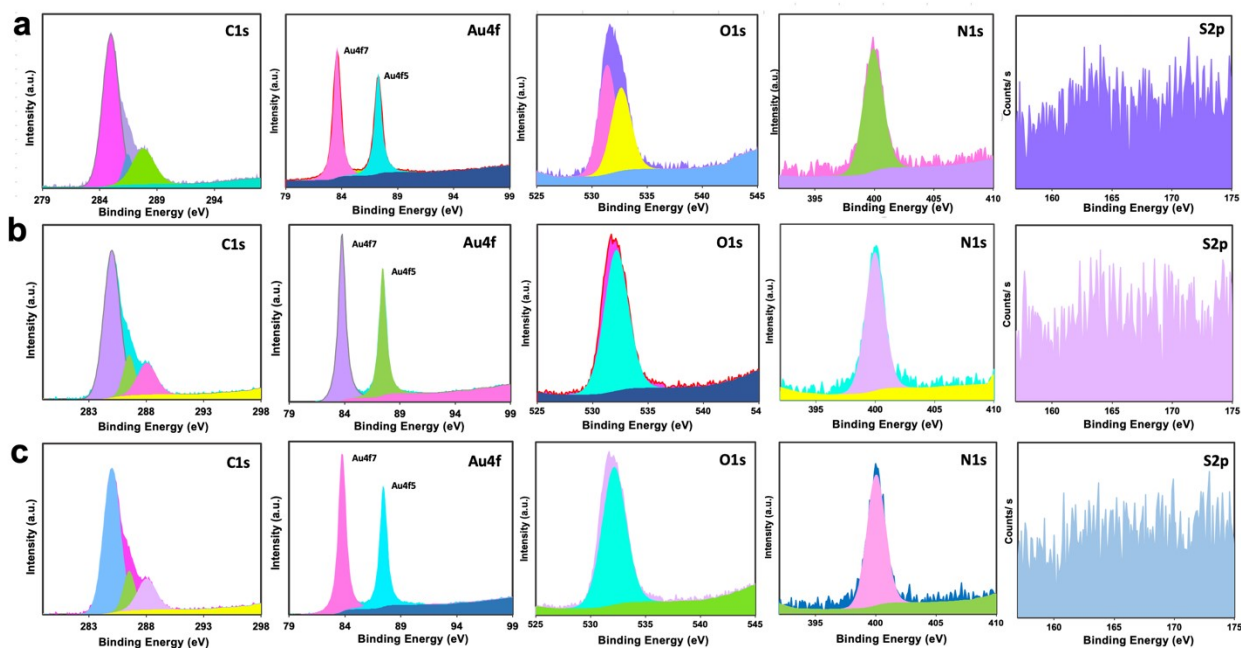 a
C1s
Intensity (a.u.)
279 284 289 294
Binding Energy (eV)
Au4f
Au4f7
Au4f5
Intensity (a.u.)
79 84 89 94 99
Binding Energy (eV)
O1s
Intensity (a.u.)
525 530 535 540 545
Binding Energy (eV)
N1s
Intensity (a.u.)
395 400 405 410
Binding Energy (eV)
S2p
Counts/ s
160 165 170 175
Binding Energy (eV)
b
C1s
Intensity (a.u.)
283 288 293 298
Binding Energy (eV)
Au4f
Au4f7
Au4f5
Intensity (a.u.)
79 84 89 94 99
Binding Energy (eV)
O1s
Intensity (a.u.)
525 530 535 540 54
Binding Energy (eV)
N1s
Intensity (a.u.)
395 400 405 410
Binding Energy (eV)
S2p
Counts/ s
160 165 170 175
Binding Energy (eV)
c
C1s
Intensity (a.u.)
283 288 293 298
Binding Energy (eV)
Au4f
Au4f7
Au4f5
Intensity (a.u.)
79 84 89 94 99
Binding Energy (eV)
O1s
Intensity (a.u.)
525 530 535 540 545
Binding Energy (eV)
N1s
Intensity (a.u.)
395 400 405 410
Binding Energy (eV)
S2p
Counts/ s
160 165 170 175
Binding Energy (eV)